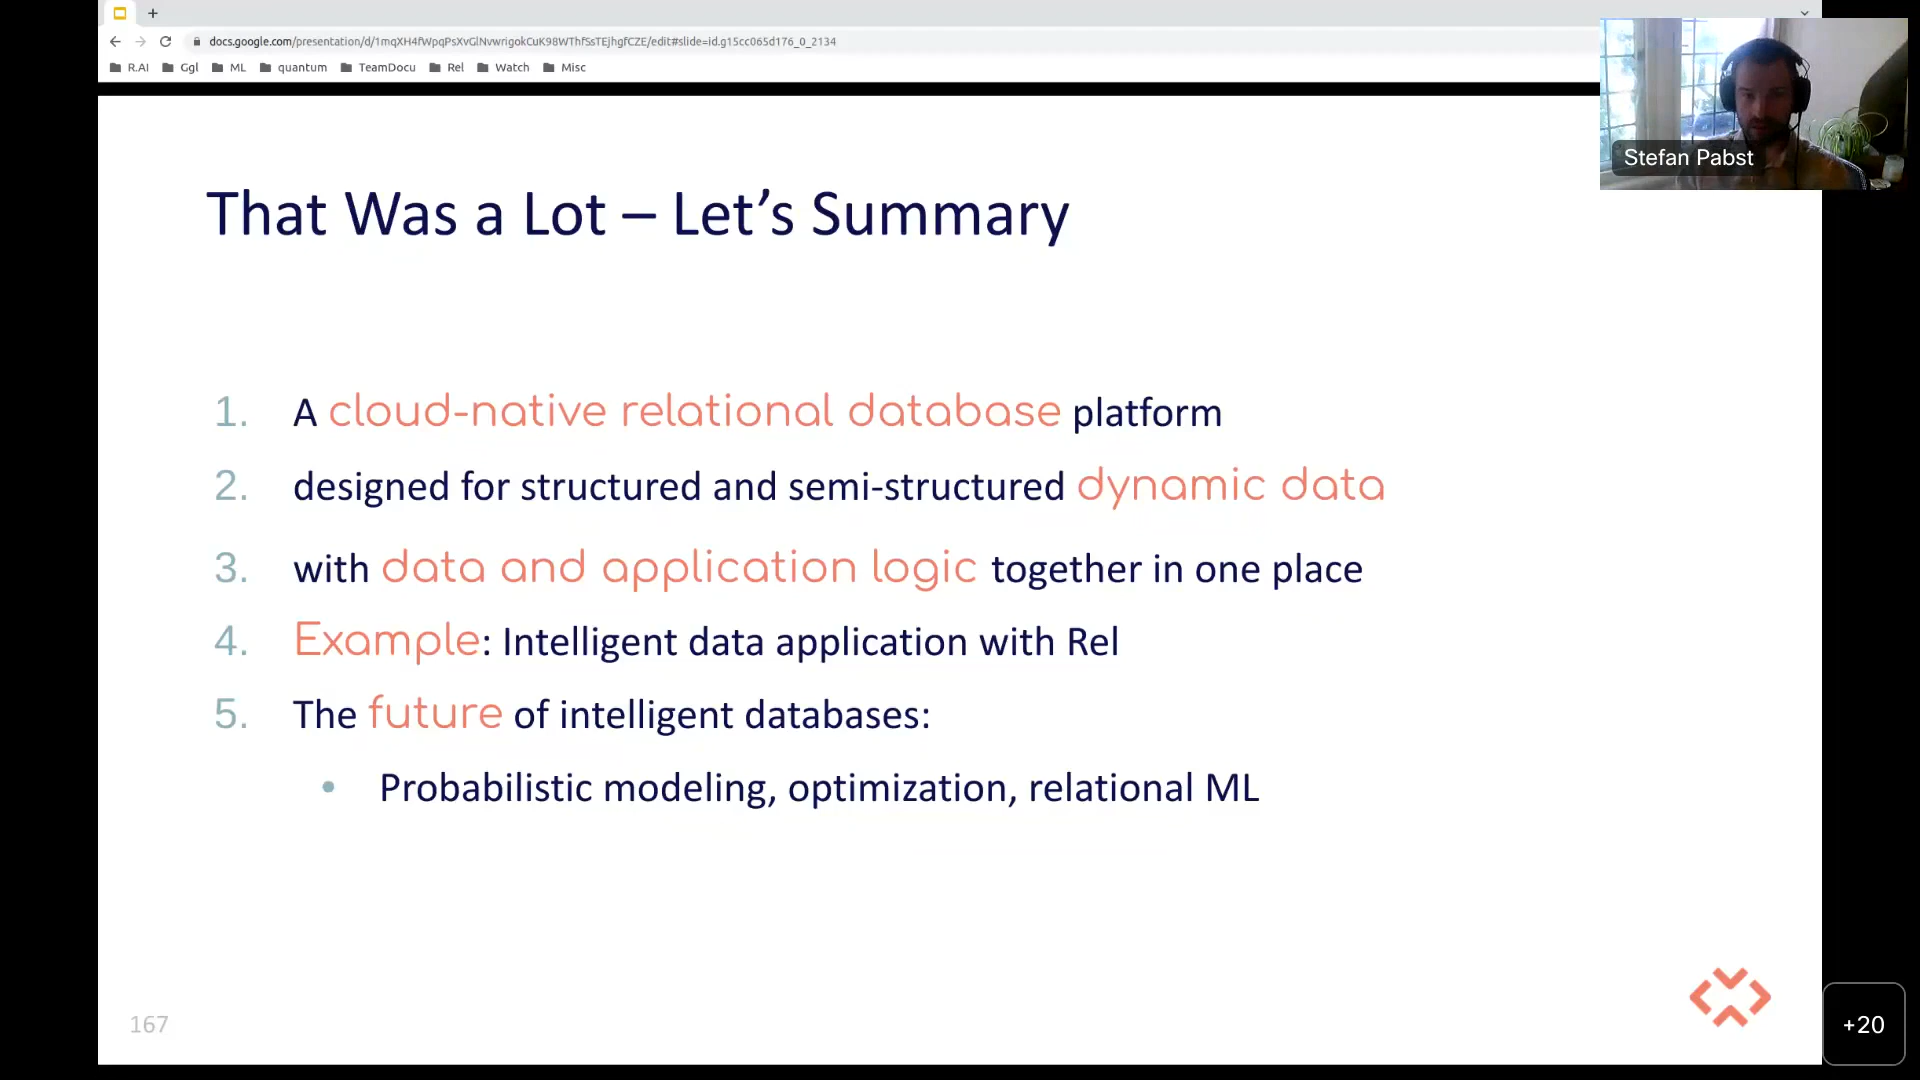 docs.google.com/presentation/d/1mqXH4fWpqPsXvGlNvwrigokCuK98WThfSsTEjhgfCZE/edit#slide=id.g15cc065d176_0_2134
R.AI Ggl ML quantum TeamDocu Rel Watch Misc
Stefan Pabst
That Was a Lot – Let’s Summary
1. A cloud-native relational database platform
2. designed for structured and semi-structured dynamic data
3. with data and application logic together in one place
4. Example: Intelligent data application with Rel
5. The future of intelligent databases:
• Probabilistic modeling, optimization, relational ML
167
+20